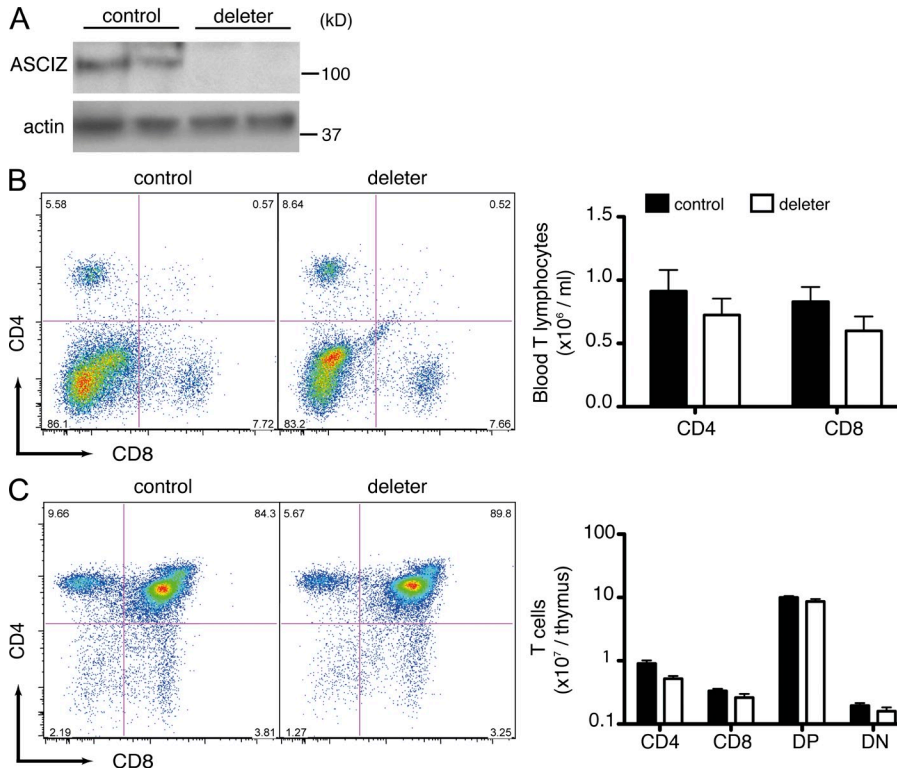 A
control deleter (kD)
ASCIZ
100
actin
37
B
control deleter
5.58 0.57 8.64 0.52
CD4
86.1 7.72 83.2 7.66
CD8
control deleter
Blood T lymphocytes
(x10⁶ / ml)
1.5
1.0
0.5
0.0
CD4 CD8
C
control deleter
9.66 84.3 5.67 89.8
CD4
2.19 3.81 1.27 3.25
CD8
T cells
(x10⁷ / thymus)
100
10
1
0.1
CD4 CD8 DP DN